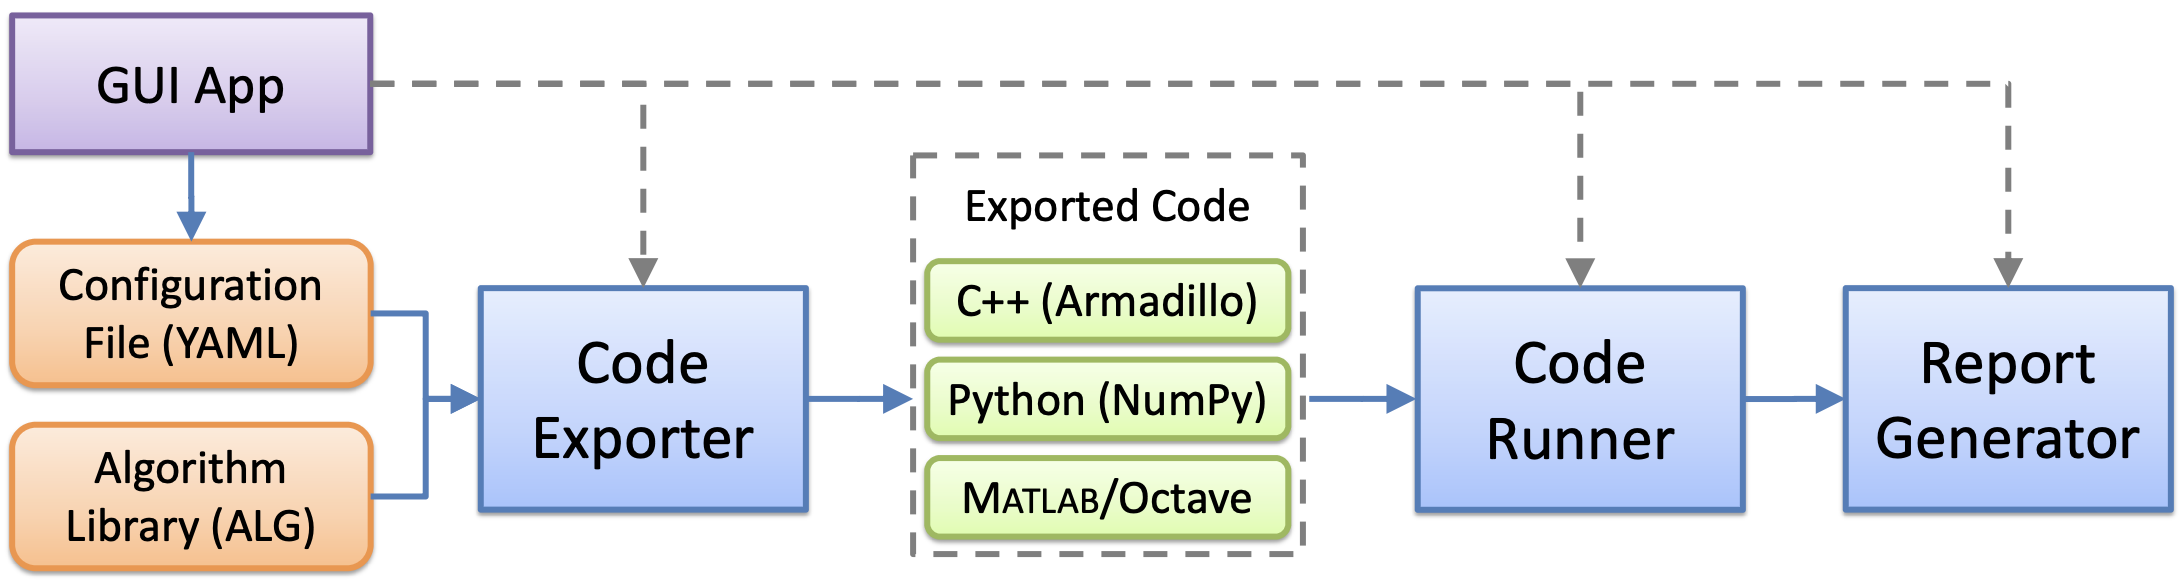 GUI App
Configuration
File (YAML)
Algorithm
Library (ALG)
Code
Exporter
Exported Code
C++ (Armadillo)
Python (NumPy)
MATLAB/Octave
Code
Runner
Report
Generator